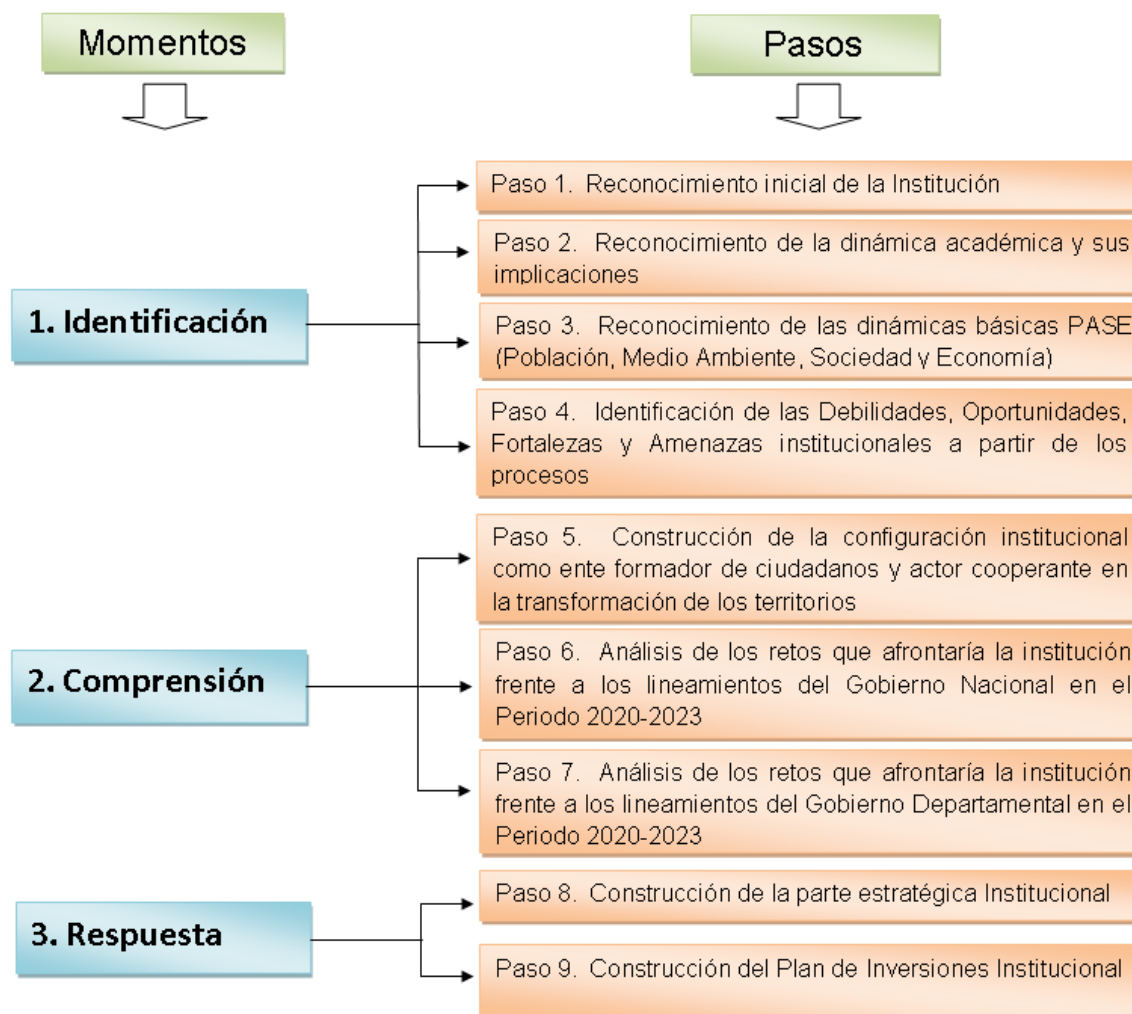 Momentos
Pasos
1. Identificación
Paso 1. Reconocimiento inicial de la Institución
Paso 2. Reconocimiento de la dinámica académica y sus
implicaciones
Paso 3. Reconocimiento de las dinámicas básicas PASE
(Población, Medio Ambiente, Sociedad y Economía)
Paso 4. Identificación de las Debilidades, Oportunidades,
Fortalezas y Amenazas institucionales a partir de los
procesos
2. Comprensión
Paso 5. Construcción de la configuración institucional
como ente formador de ciudadanos y actor cooperante en
la transformación de los territorios
Paso 6. Análisis de los retos que afrontaría la institución
frente a los lineamientos del Gobierno Nacional en el
Periodo 2020-2023
Paso 7. Análisis de los retos que afrontaría la institución
frente a los lineamientos del Gobierno Departamental en el
Periodo 2020-2023
3. Respuesta
Paso 8. Construcción de la parte estratégica Institucional
Paso 9. Construcción del Plan de Inversiones Institucional